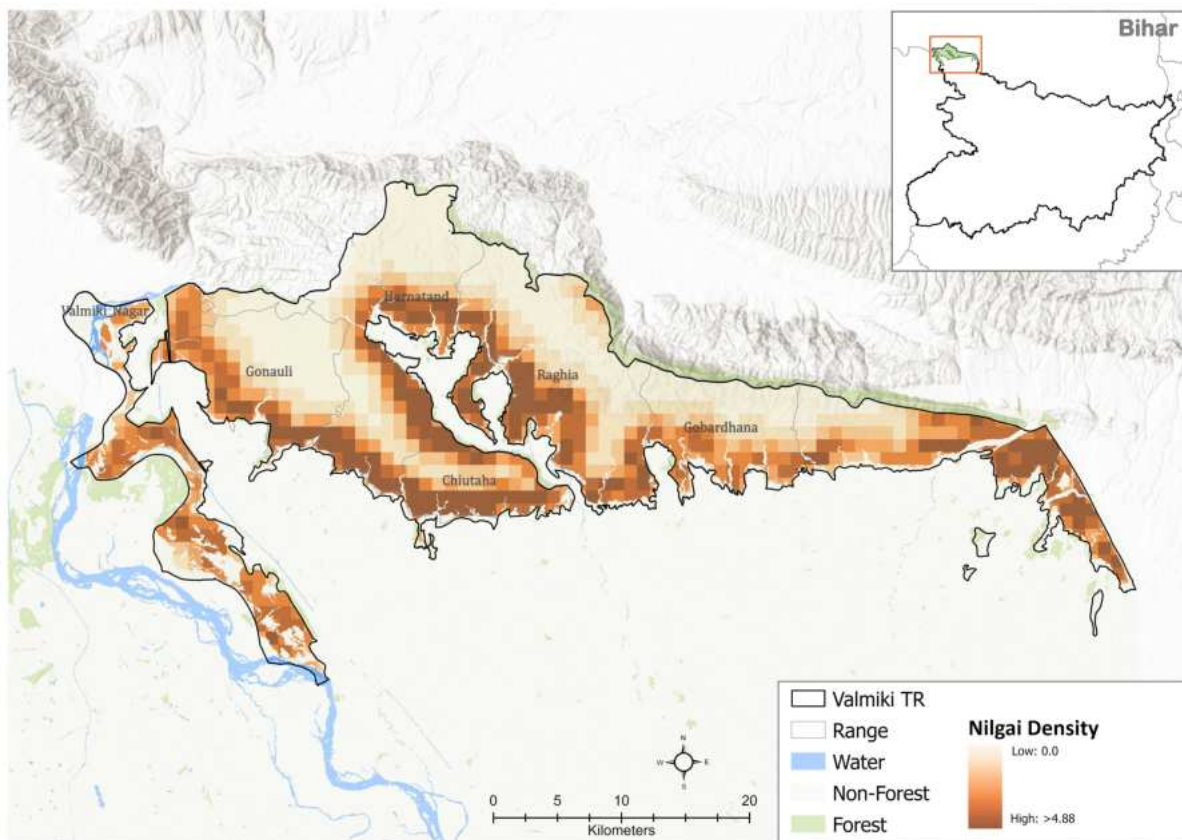 Bihar
Valmiki Nagar
Harnatand
Gonauli
Raghia
Gobardhana
Chiutaha
N
W E
S
0 5 10 20
Kilometers
Valmiki TR
Range
Water
Non-Forest
Forest
Nilgai Density
Low: 0.0
High: >4.88